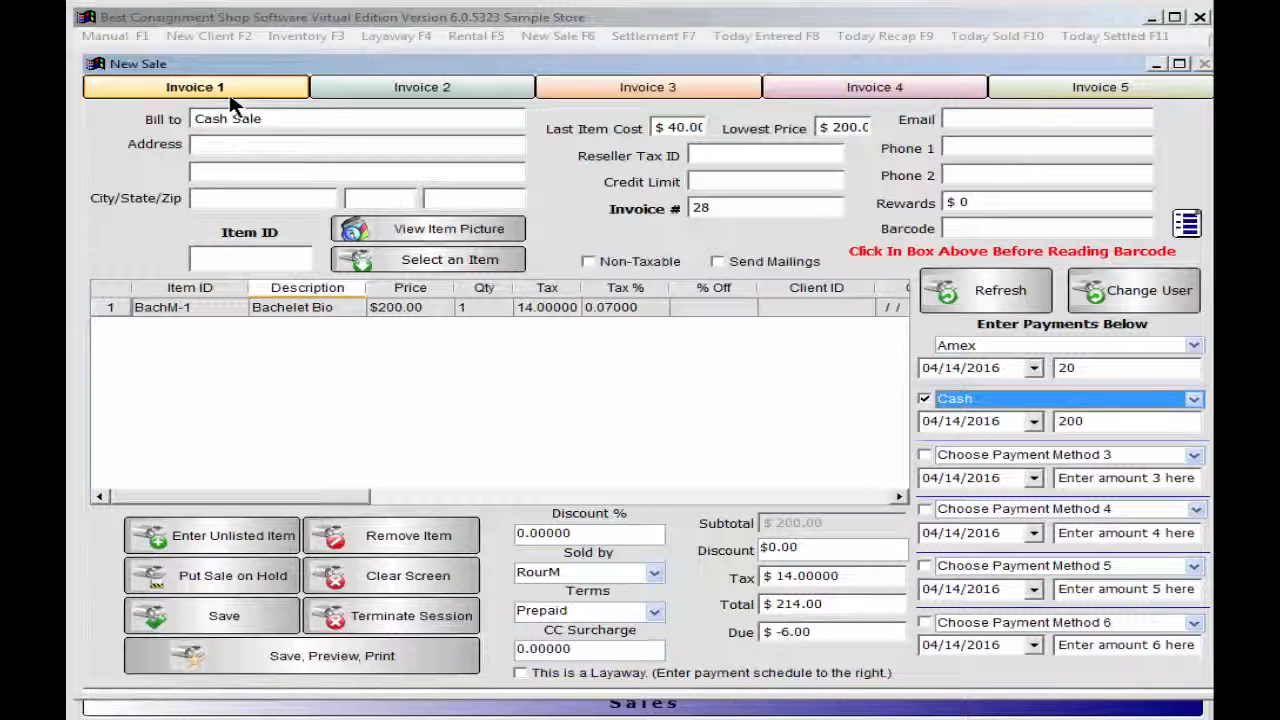 Best Consignment Shop Software Virtual Edition Version 6.0.5323 Sample Store
Manual F1 New Client F2 Inventory F3 Layaway F4 Rental F5 New Sale F6 Settlement F7 Today Entered F8 Today Recap F9 Today Sold F10 Today Settled F11
New Sale
Invoice 1 Invoice 2 Invoice 3 Invoice 4 Invoice 5
Bill to Cash Sale
Last Item Cost $ 40.0( Lowest Price $ 200.(
Email
Address
Phone 1
Reseller Tax ID
Phone 2
Credit Limit
City/State/Zip
Rewards $ 0
Invoice # 28
Item ID View Item Picture
Barcode
Click In Box Above Before Reading Barcode
Select an Item
Non-Taxable Send Mailings
Item ID Description Price Qty Tax Tax % % Off Client ID
1 BachM-1 Bachelet Bio $200.00 1 14.00000 0.07000 / /
Refresh Change User
Enter Payments Below
Amex
04/14/2016 20
Cash
04/14/2016 200
Choose Payment Method 3
04/14/2016 Enter amount 3 here
Choose Payment Method 4
04/14/2016 Enter amount 4 here
Choose Payment Method 5
04/14/2016 Enter amount 5 here
Choose Payment Method 6
04/14/2016 Enter amount 6 here
Enter Unlisted Item Remove Item
Put Sale on Hold Clear Screen
Save Terminate Session
Save, Preview, Print
Discount %
0.00000
Sold by
RourM
Terms
Prepaid
CC Surcharge
0.00000
Subtotal $ 200.00
Discount $0.00
Tax $ 14.00000
Total $ 214.00
Due $ -6.00
This is a Layaway. (Enter payment schedule to the right.)
Sales